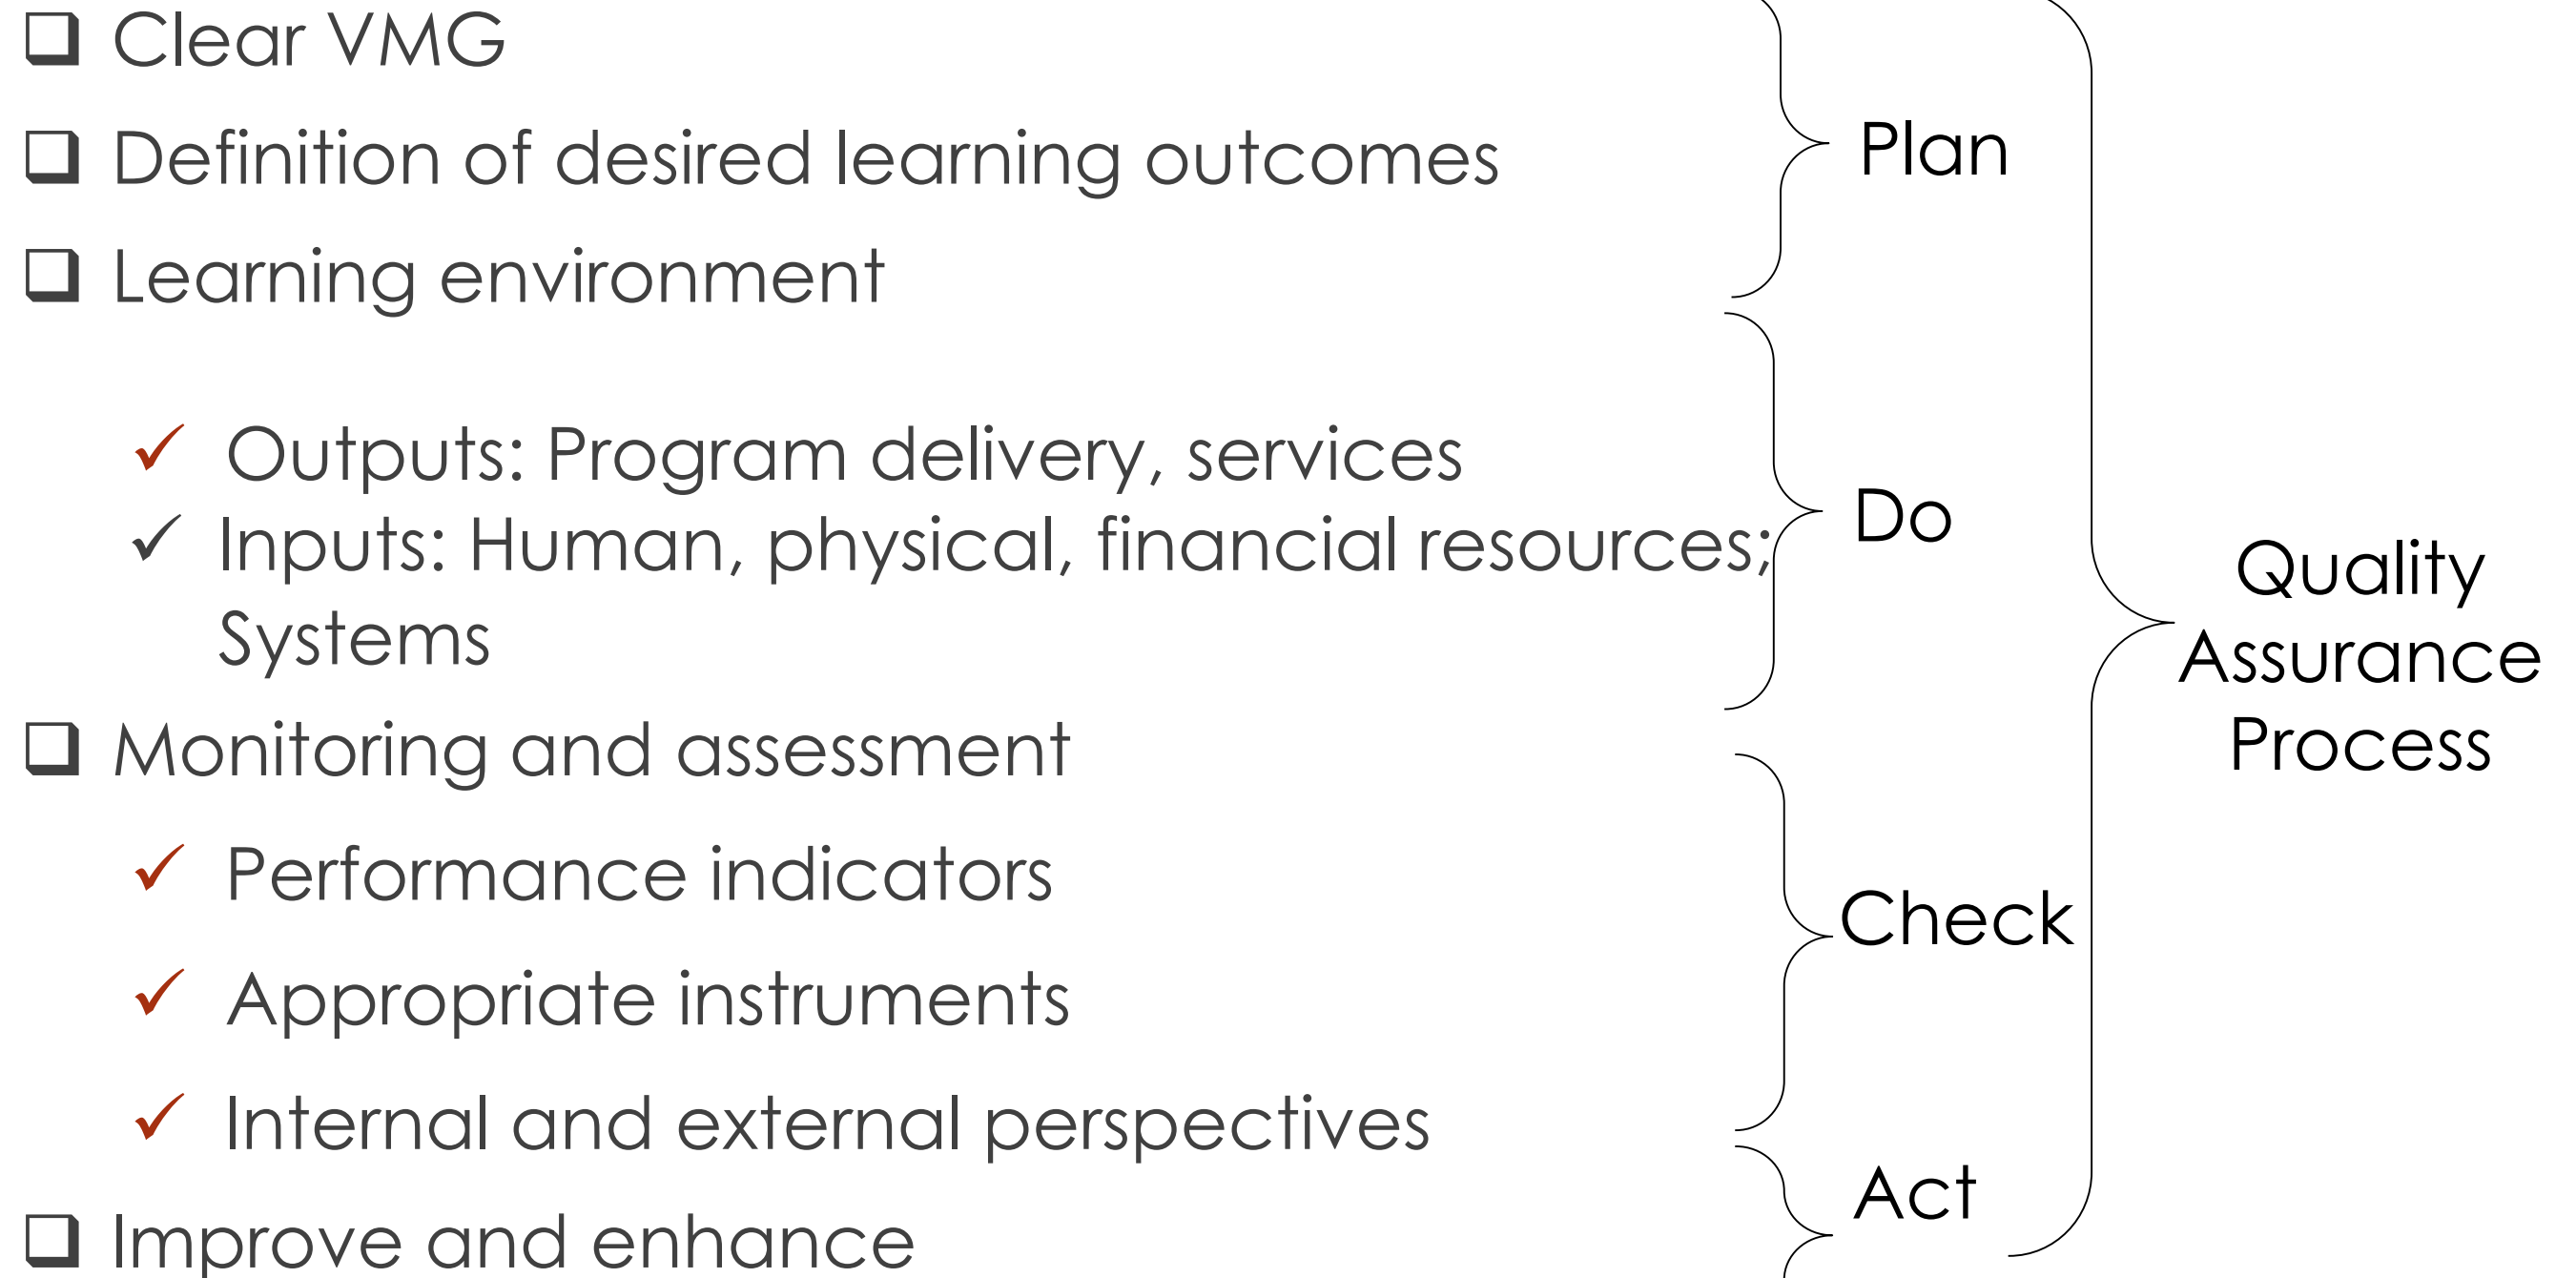 Clear VMG
Definition of desired learning outcomes
Learning environment
Outputs: Program delivery, services
Inputs: Human, physical, financial resources;
Systems
Monitoring and assessment
Performance indicators
Appropriate instruments
Internal and external perspectives
Improve and enhance
Plan
Do
Check
Act
Quality
Assurance
Process